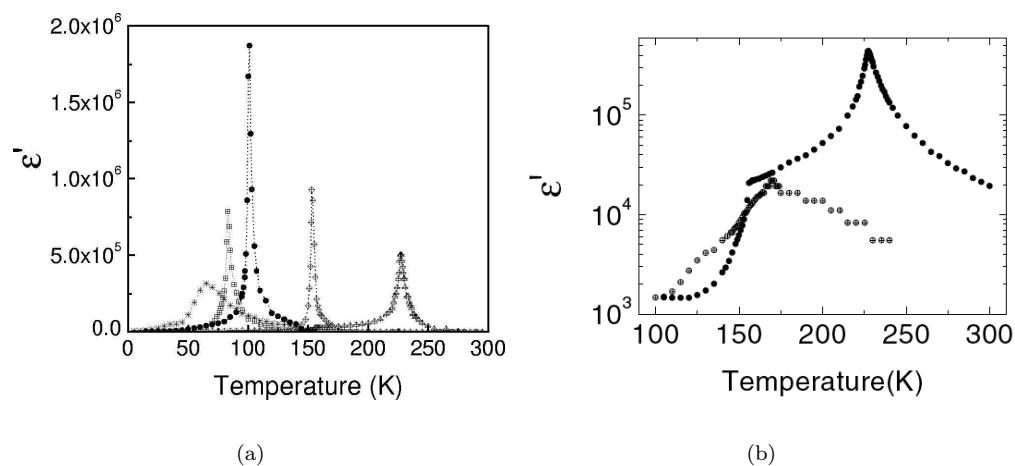 2.0x10⁶
1.5x10⁶
1.0x10⁶
5.0x10⁵
0.0
ε'
0 50 100 150 200 250 300
Temperature (K)
(a)
10⁵
10⁴
10³
ε'
100 150 200 250 300
Temperature(K)
(b)